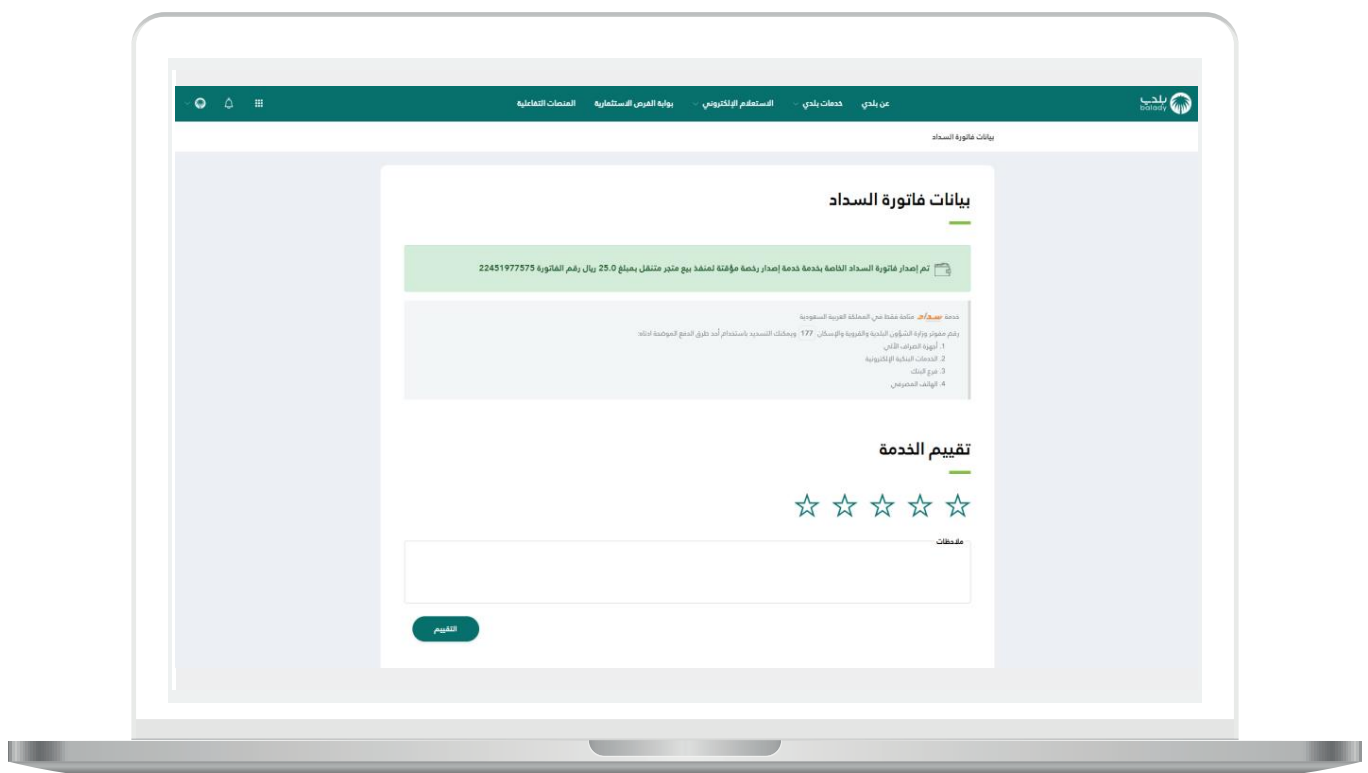 بلدي
balady
عن بلدي خدمات بلدي الاستعلام الإلكتروني بوابة الفرص الاستثمارية المنصات التفاعلية
بيانات فاتورة السداد
بيانات فاتورة السداد
تم إصدار فاتورة السداد الخاصة بخدمة خدمة إصدار رخصة مؤقتة لمنفذ بيع متجر متنقل بمبلغ 25.0 ريال رقم الفاتورة 22451977575
خدمة سداد متاحة فقط في المملكة العربية السعودية
رقم مفوتر وزارة الشؤون البلدية والقروية والإسكان 177 ويمكنك التسديد باستخدام أحد طرق الدفع الموضحة ادناه:
1. أجهزة الصراف الآلي
2. الخدمات البنكية الإلكترونية
3. فرع البنك
4. الهاتف المصرفي
تقييم الخدمة
ملاحظات
التقييم